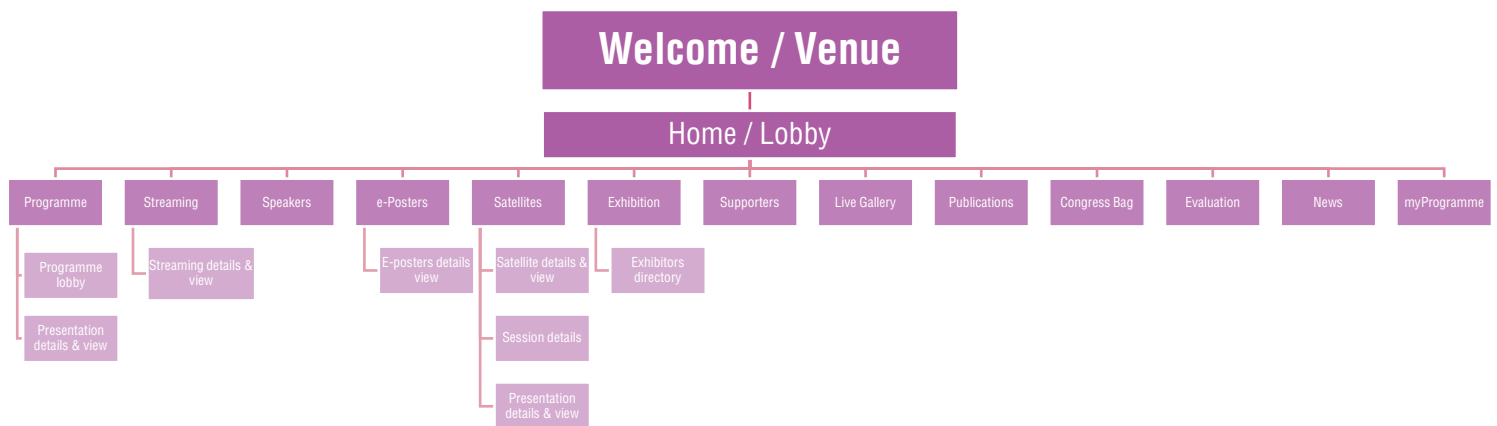 Welcome / Venue
Home / Lobby
Programme
Streaming
Speakers
e-Posters
Satellites
Exhibition
Supporters
Live Gallery
Publications
Congress Bag
Evaluation
News
myProgramme
Programme
lobby
Streaming details &
view
E-posters details
view
Satellite details &
view
Exhibitors
directory
Presentation
details & view
Session details
Presentation
details & view